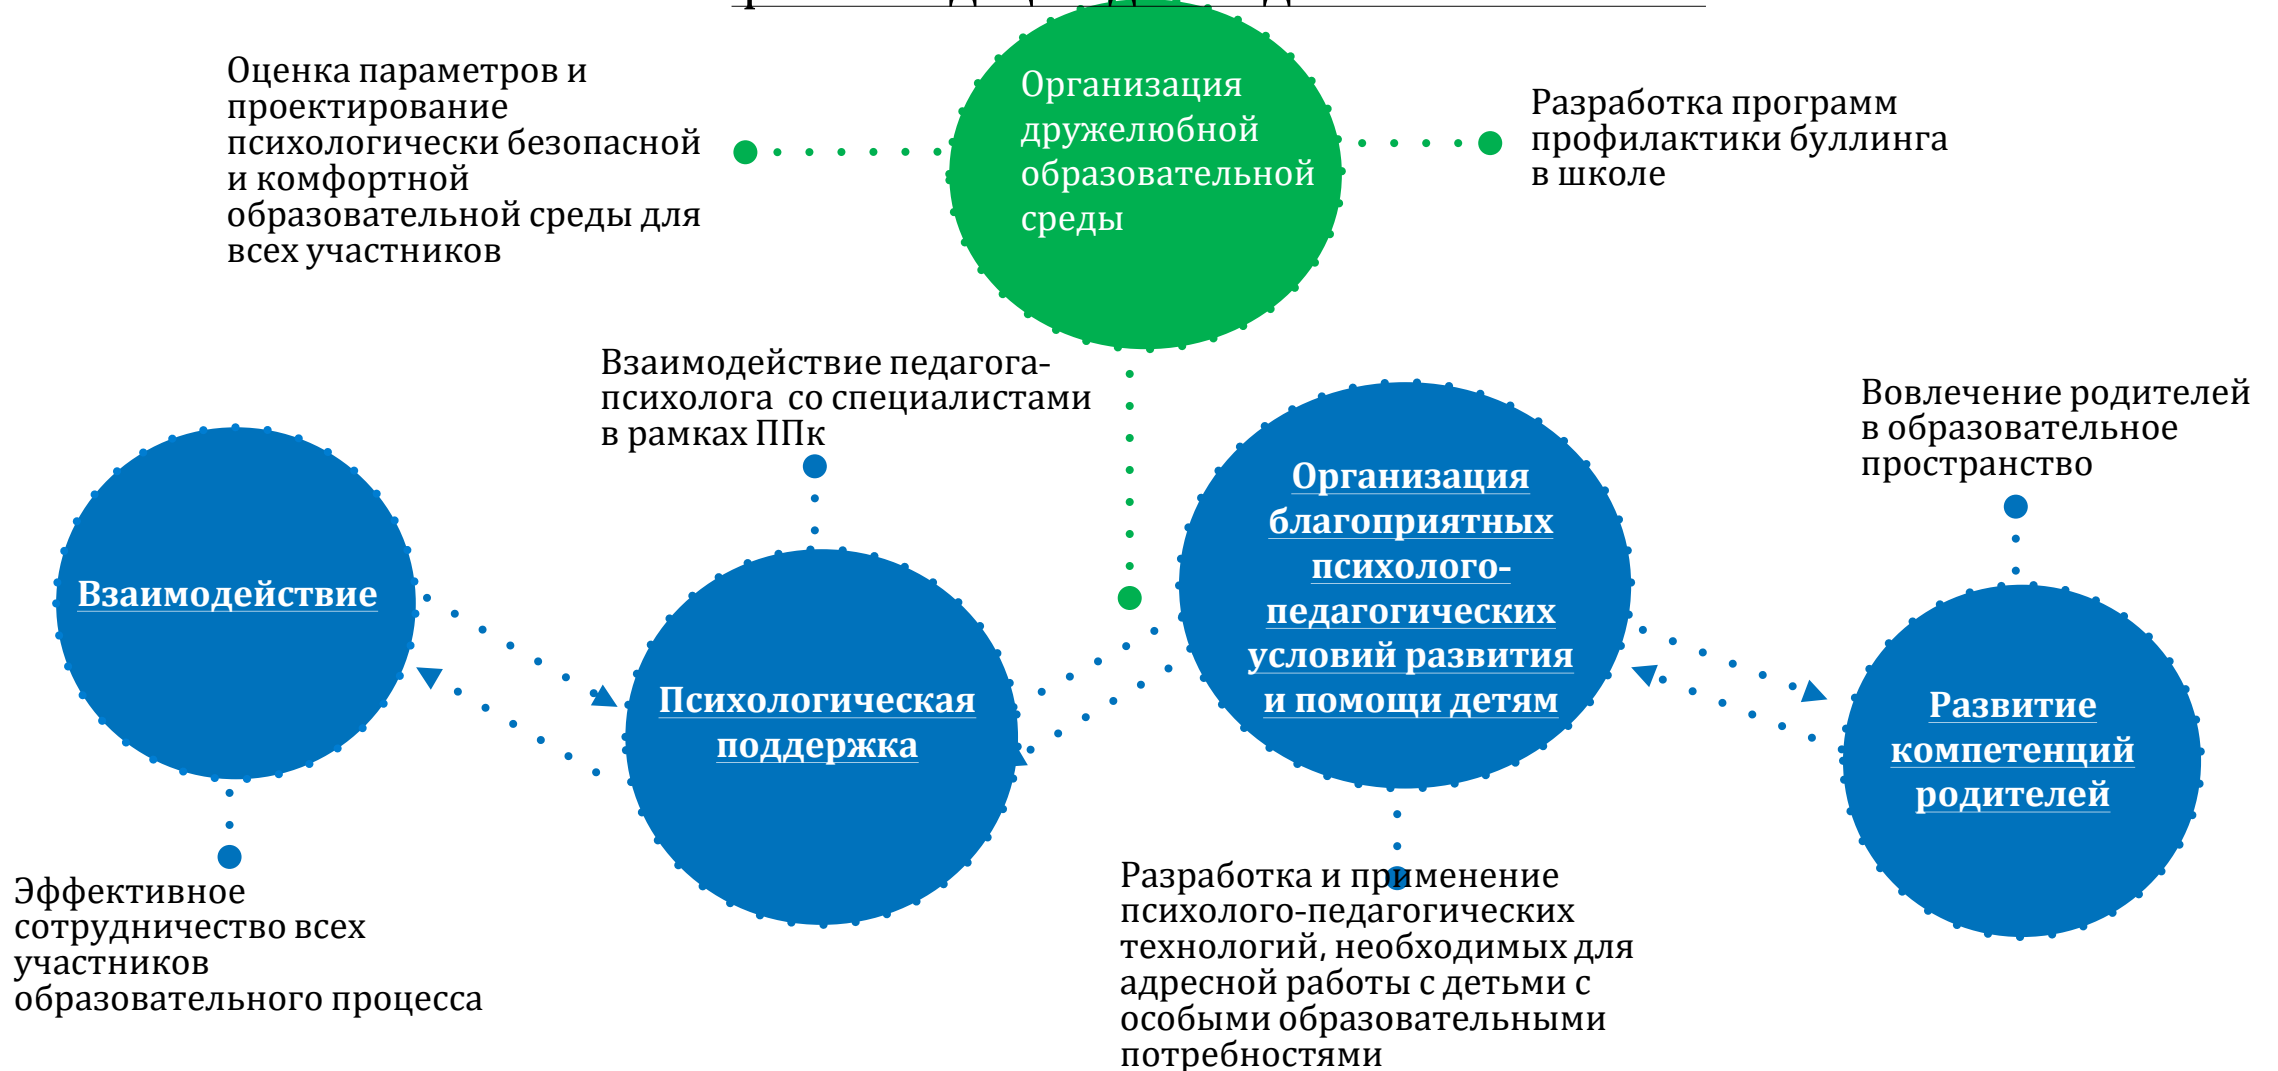 Оценка параметров и
проектирование
психологически безопасной
и комфортной
образовательной среды для
всех участников
Организация
дружелюбной
образовательной
среды
Разработка программ
профилактики буллинга
в школе
Взаимодействие педагога-
психолога со специалистами
в рамках ППк
Вовлечение родителей
в образовательное
пространство
Взаимодействие
Психологическая
поддержка
Организация
благоприятных
психолого-
педагогических
условий развития
и помощи детям
Развитие
компетенций
родителей
Эффективное
сотрудничество всех
участников
образовательного процесса
Разработка и применение
психолого-педагогических
технологий, необходимых для
адресной работы с детьми с
особыми образовательными
потребностями